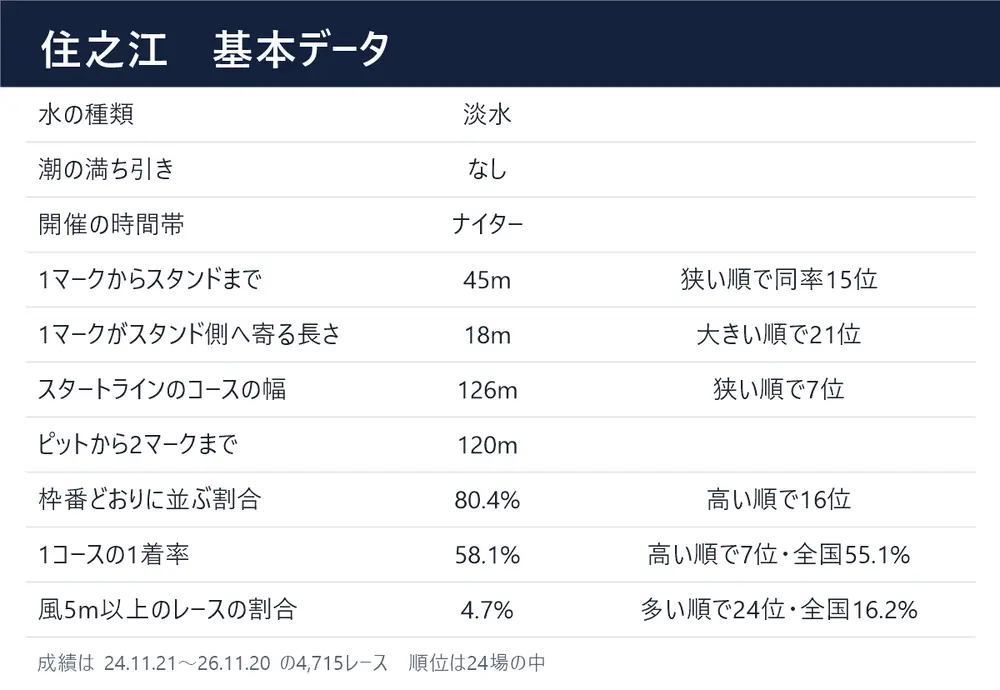 住之江　基本データ
水の種類 淡水
潮の満ち引き なし
開催の時間帯 ナイター
1マークからスタンドまで 45m 狭い順で同率15位
1マークがスタンド側へ寄る長さ 18m 大きい順で21位
スタートラインのコースの幅 126m 狭い順で7位
ピットから2マークまで 120m
枠番どおりに並ぶ割合 80.4% 高い順で16位
1コースの1着率 58.1% 高い順で7位・全国55.1%
風5m以上のレースの割合 4.7% 多い順で24位・全国16.2%
成績は 24.11.21～26.11.20 の4,715レース　順位は24場の中